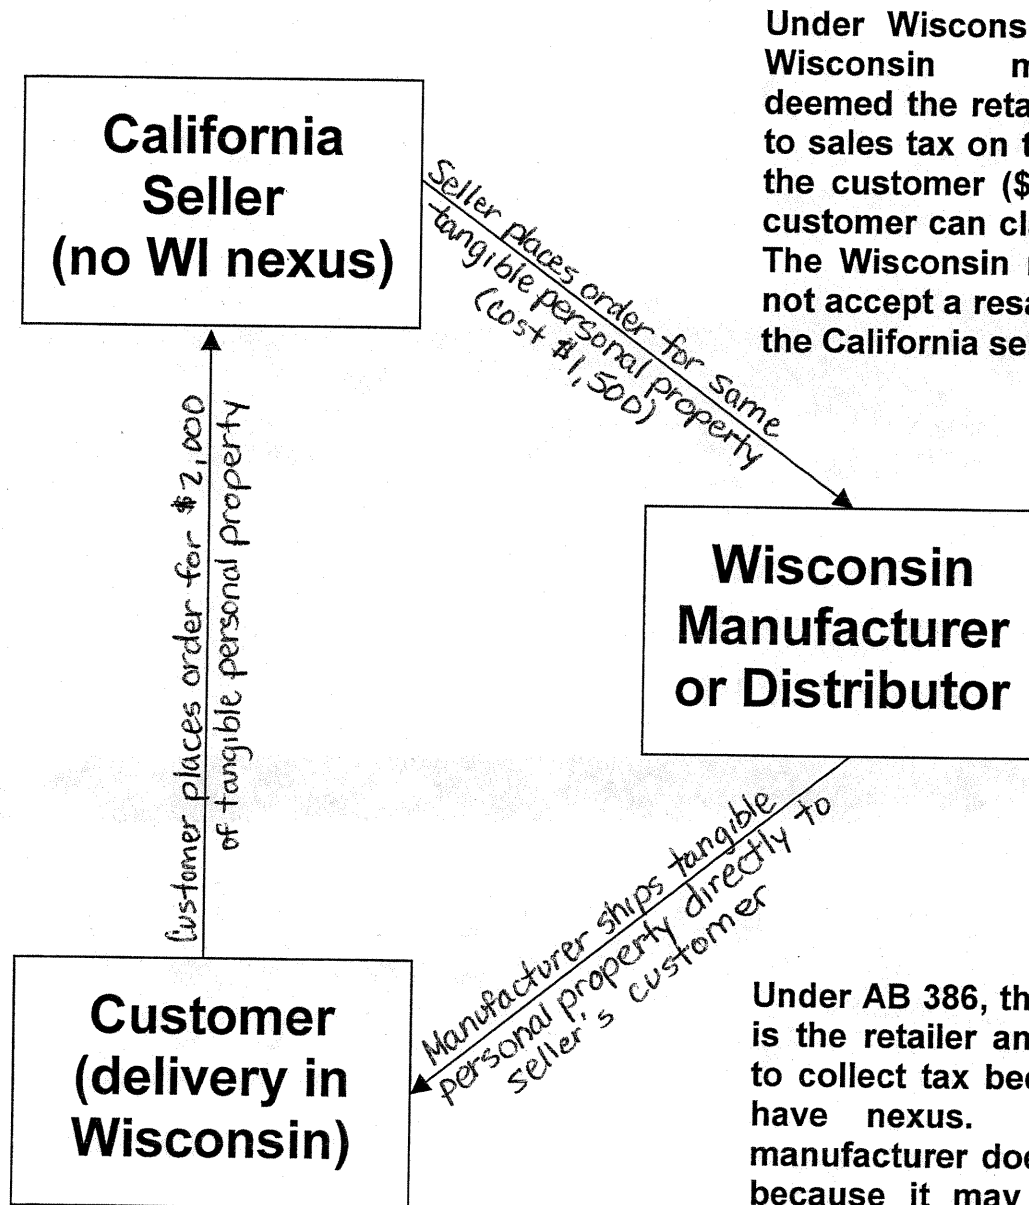 Under Wiscons
Wisconsin m
deemed the reta
to sales tax on t
the customer ($
customer can cl
The Wisconsin
not accept a resa
the California se
California
Seller
(no WI nexus)
Seller places order for same
tangible personal property
(cost $1,500)
Customer places order for $2,000
of tangible personal property
Wisconsin
Manufacturer
or Distributor
Manufacturer ships tangible
personal property directly to
seller's customer
Customer
(delivery in
Wisconsin)
Under AB 386, th
is the retailer an
to collect tax bec
have nexus.
manufacturer doe
because it may